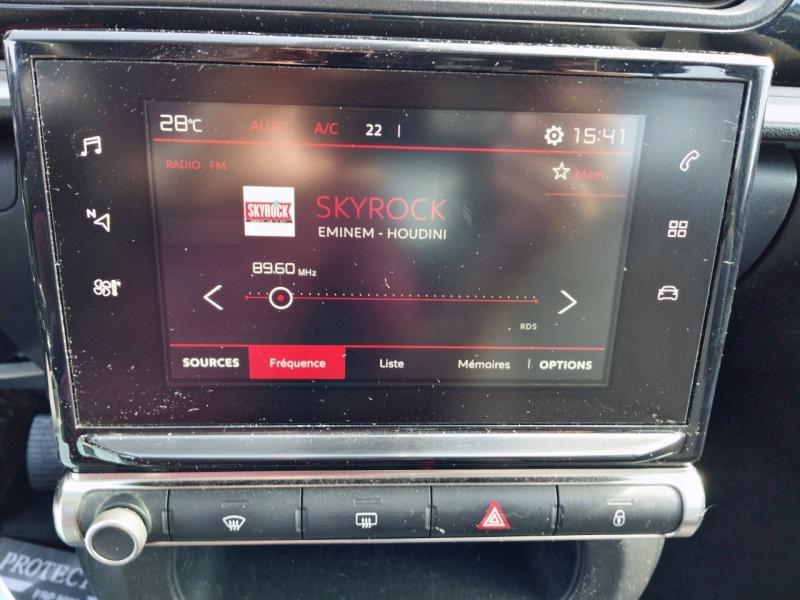 28°C AUTO A/C 22 | 15:41
RADIO . FM
Mem.
SKYROCK
SKYROCK
EMINEM - HOUDINI
89.60 MHz
N
RDS
SOURCES Fréquence Liste Mémoires | OPTIONS
PROTECT